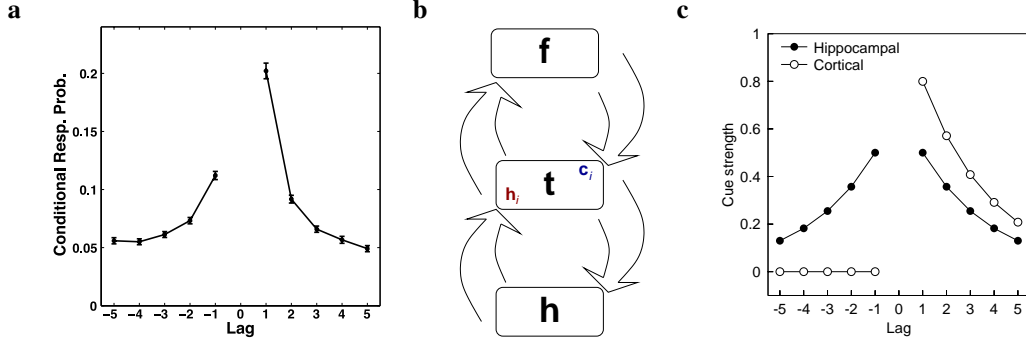 a
Conditional Resp. Prob.
0.2
0.15
0.1
0.05
0
−5 −4 −3 −2 −1 0 1 2 3 4 5
Lag
b
f
t
c i
h i
h
c
Cue strength
1
0.8
0.6
0.4
0.2
0
Hippocampal
Cortical
-5 -4 -3 -2 -1 0 1 2 3 4 5
Lag